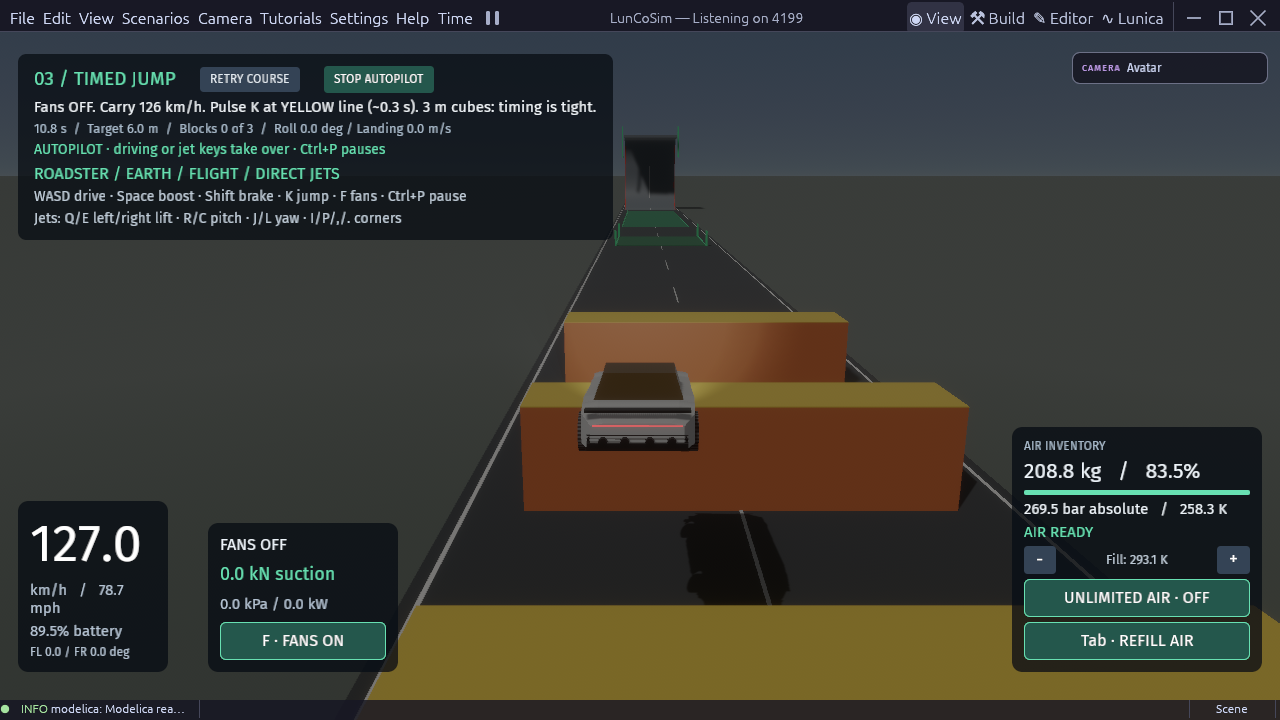 File Edit View Scenarios Camera Tutorials Settings Help Time
LunCoSim — Listening on 4199
View Build Editor Lunica
03 / TIMED JUMP RETRY COURSE STOP AUTOPILOT
Fans OFF. Carry 126 km/h. Pulse K at YELLOW line (~0.3 s). 3 m cubes: timing is tight.
10.8 s / Target 6.0 m / Blocks 0 of 3 / Roll 0.0 deg / Landing 0.0 m/s
AUTOPILOT · driving or jet keys take over · Ctrl+P pauses
ROADSTER / EARTH / FLIGHT / DIRECT JETS
WASD drive · Space boost · Shift brake · K jump · F fans · Ctrl+P pause
Jets: Q/E left/right lift · R/C pitch · J/L yaw · I/P/,/. corners
CAMERA Avatar
127.0
km/h / 78.7
mph
89.5% battery
FL 0.0 / FR 0.0 deg
FANS OFF
0.0 kN suction
0.0 kPa / 0.0 kW
F · FANS ON
AIR INVENTORY
208.8 kg / 83.5%
269.5 bar absolute / 258.3 K
AIR READY
- Fill: 293.1 K +
UNLIMITED AIR · OFF
Tab · REFILL AIR
INFO modelica: Modelica rea...
Scene